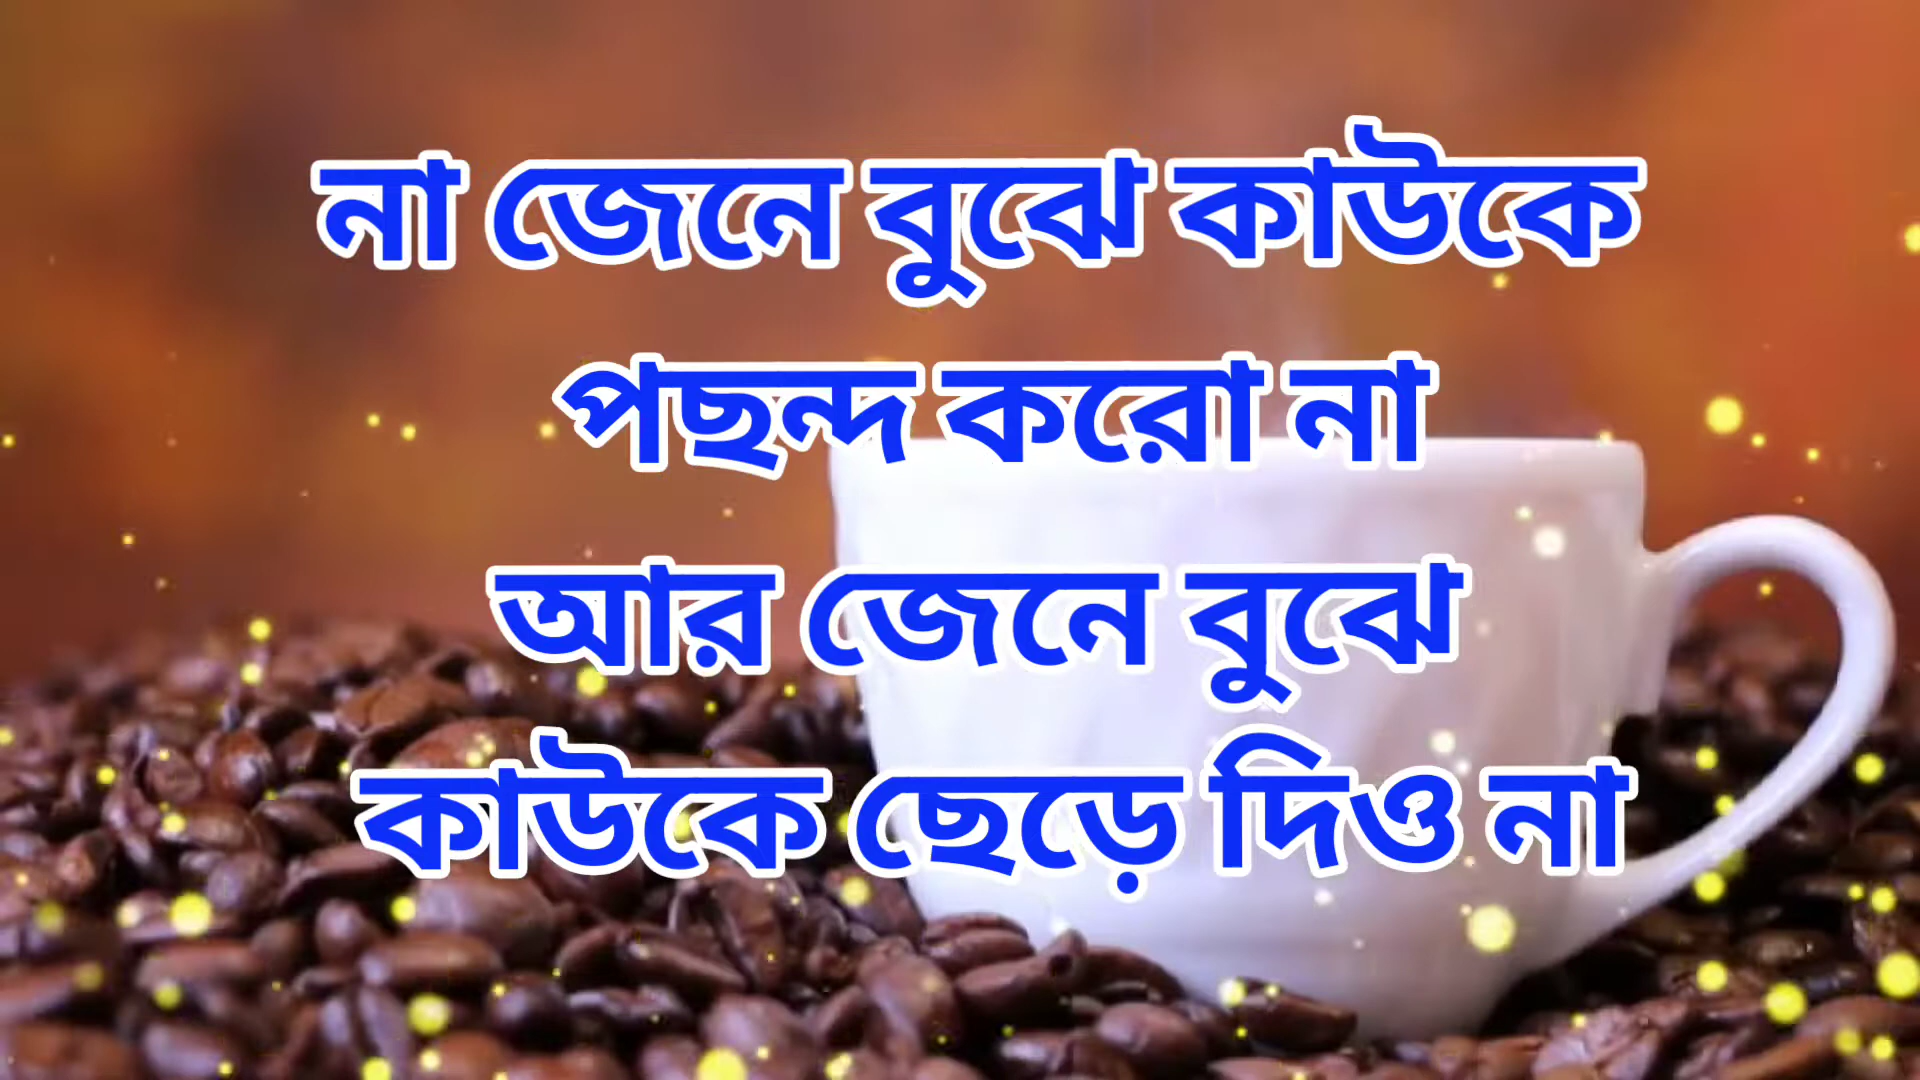 না জেনে বুঝে কাউকে
পছন্দ করো না
আর জেনে বুঝে
কাউকে ছেড়ে দিও না